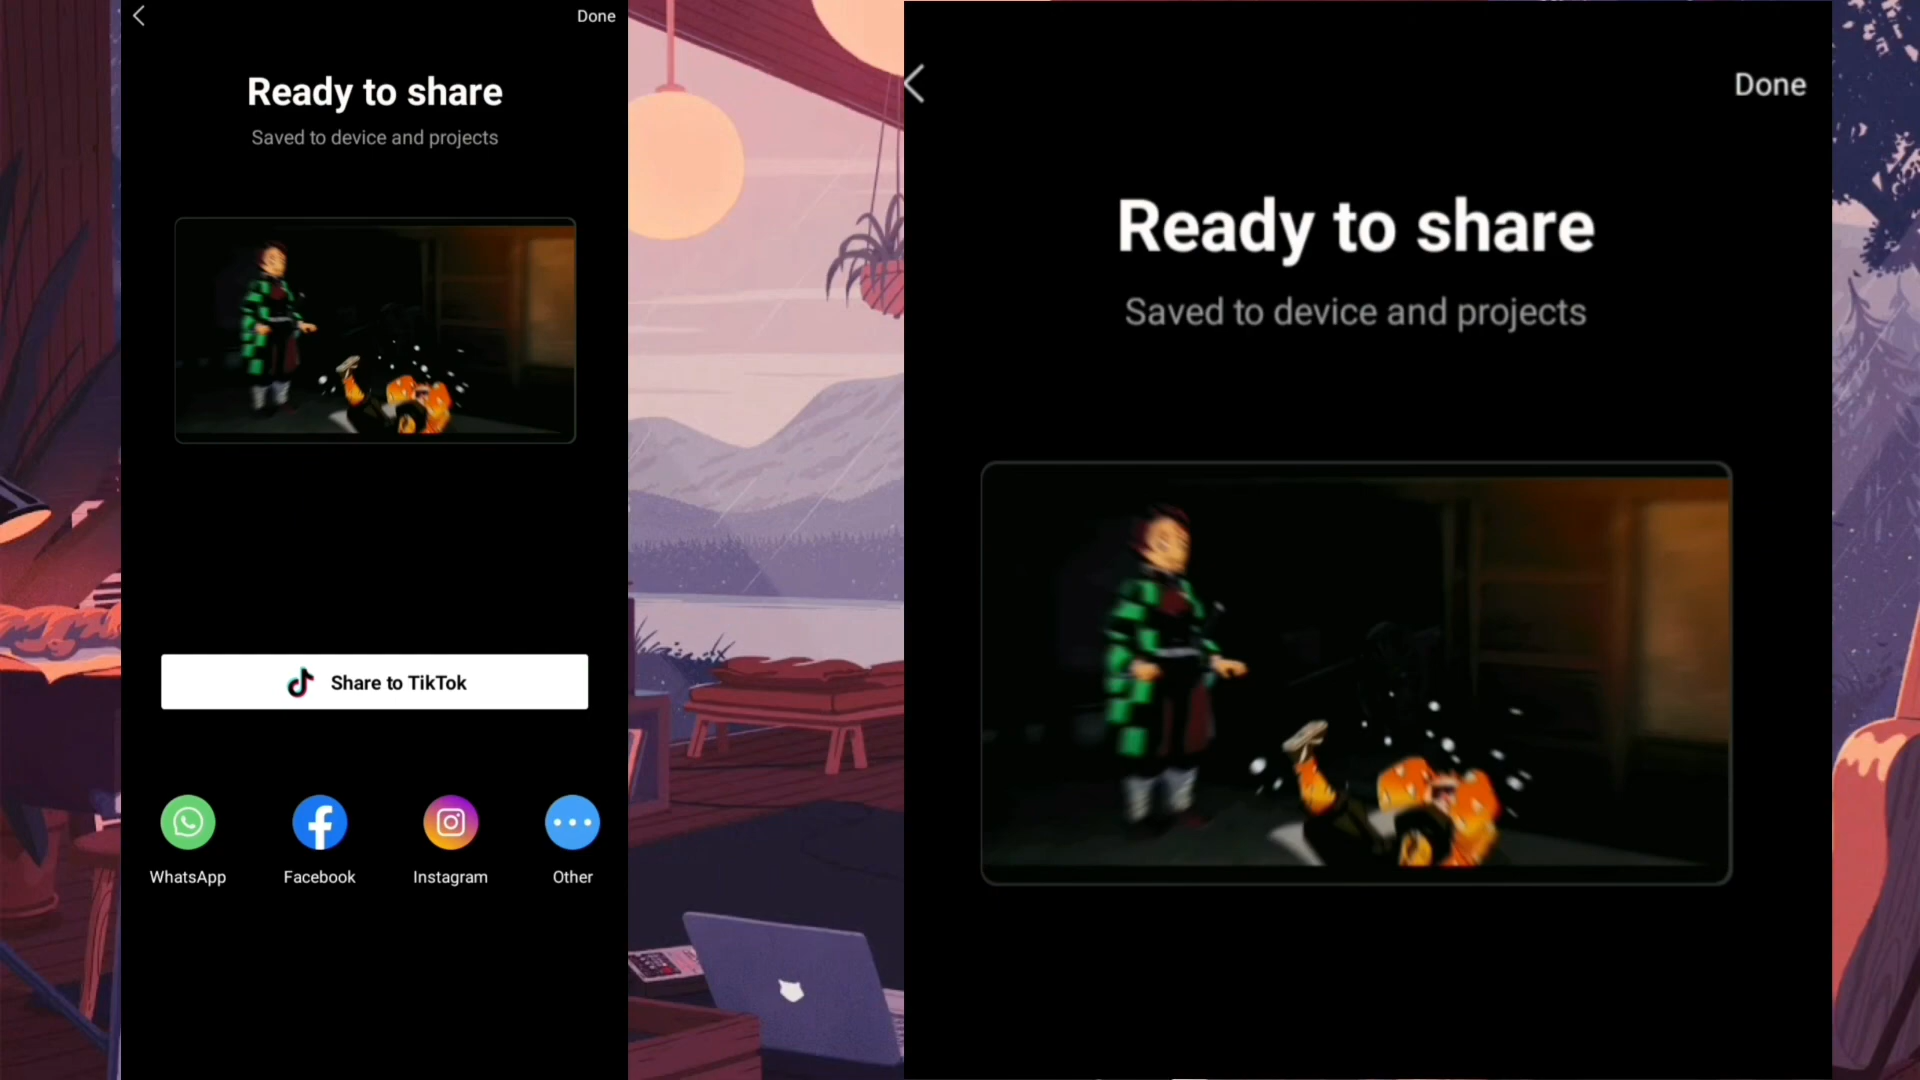 Done
Ready to share
Saved to device and projects
Share to TikTok
WhatsApp
Facebook
Instagram
Other
Done
Ready to share
Saved to device and projects